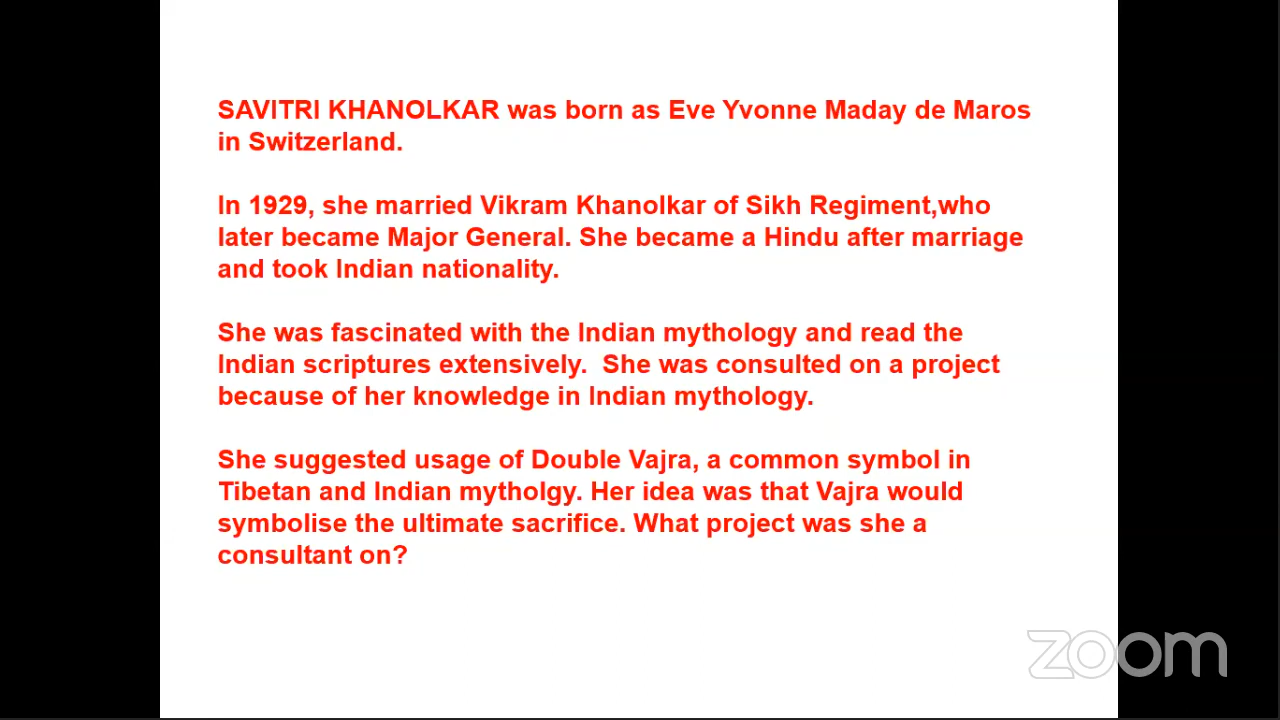 SAVITRI KHANOLKAR was born as Eve Yvonne Maday de Maros
in Switzerland.
In 1929, she married Vikram Khanolkar of Sikh Regiment,who
later became Major General. She became a Hindu after marriage
and took Indian nationality.
She was fascinated with the Indian mythology and read the
Indian scriptures extensively.  She was consulted on a project
because of her knowledge in Indian mythology.
She suggested usage of Double Vajra, a common symbol in
Tibetan and Indian mytholgy. Her idea was that Vajra would
symbolise the ultimate sacrifice. What project was she a
consultant on?
zoom